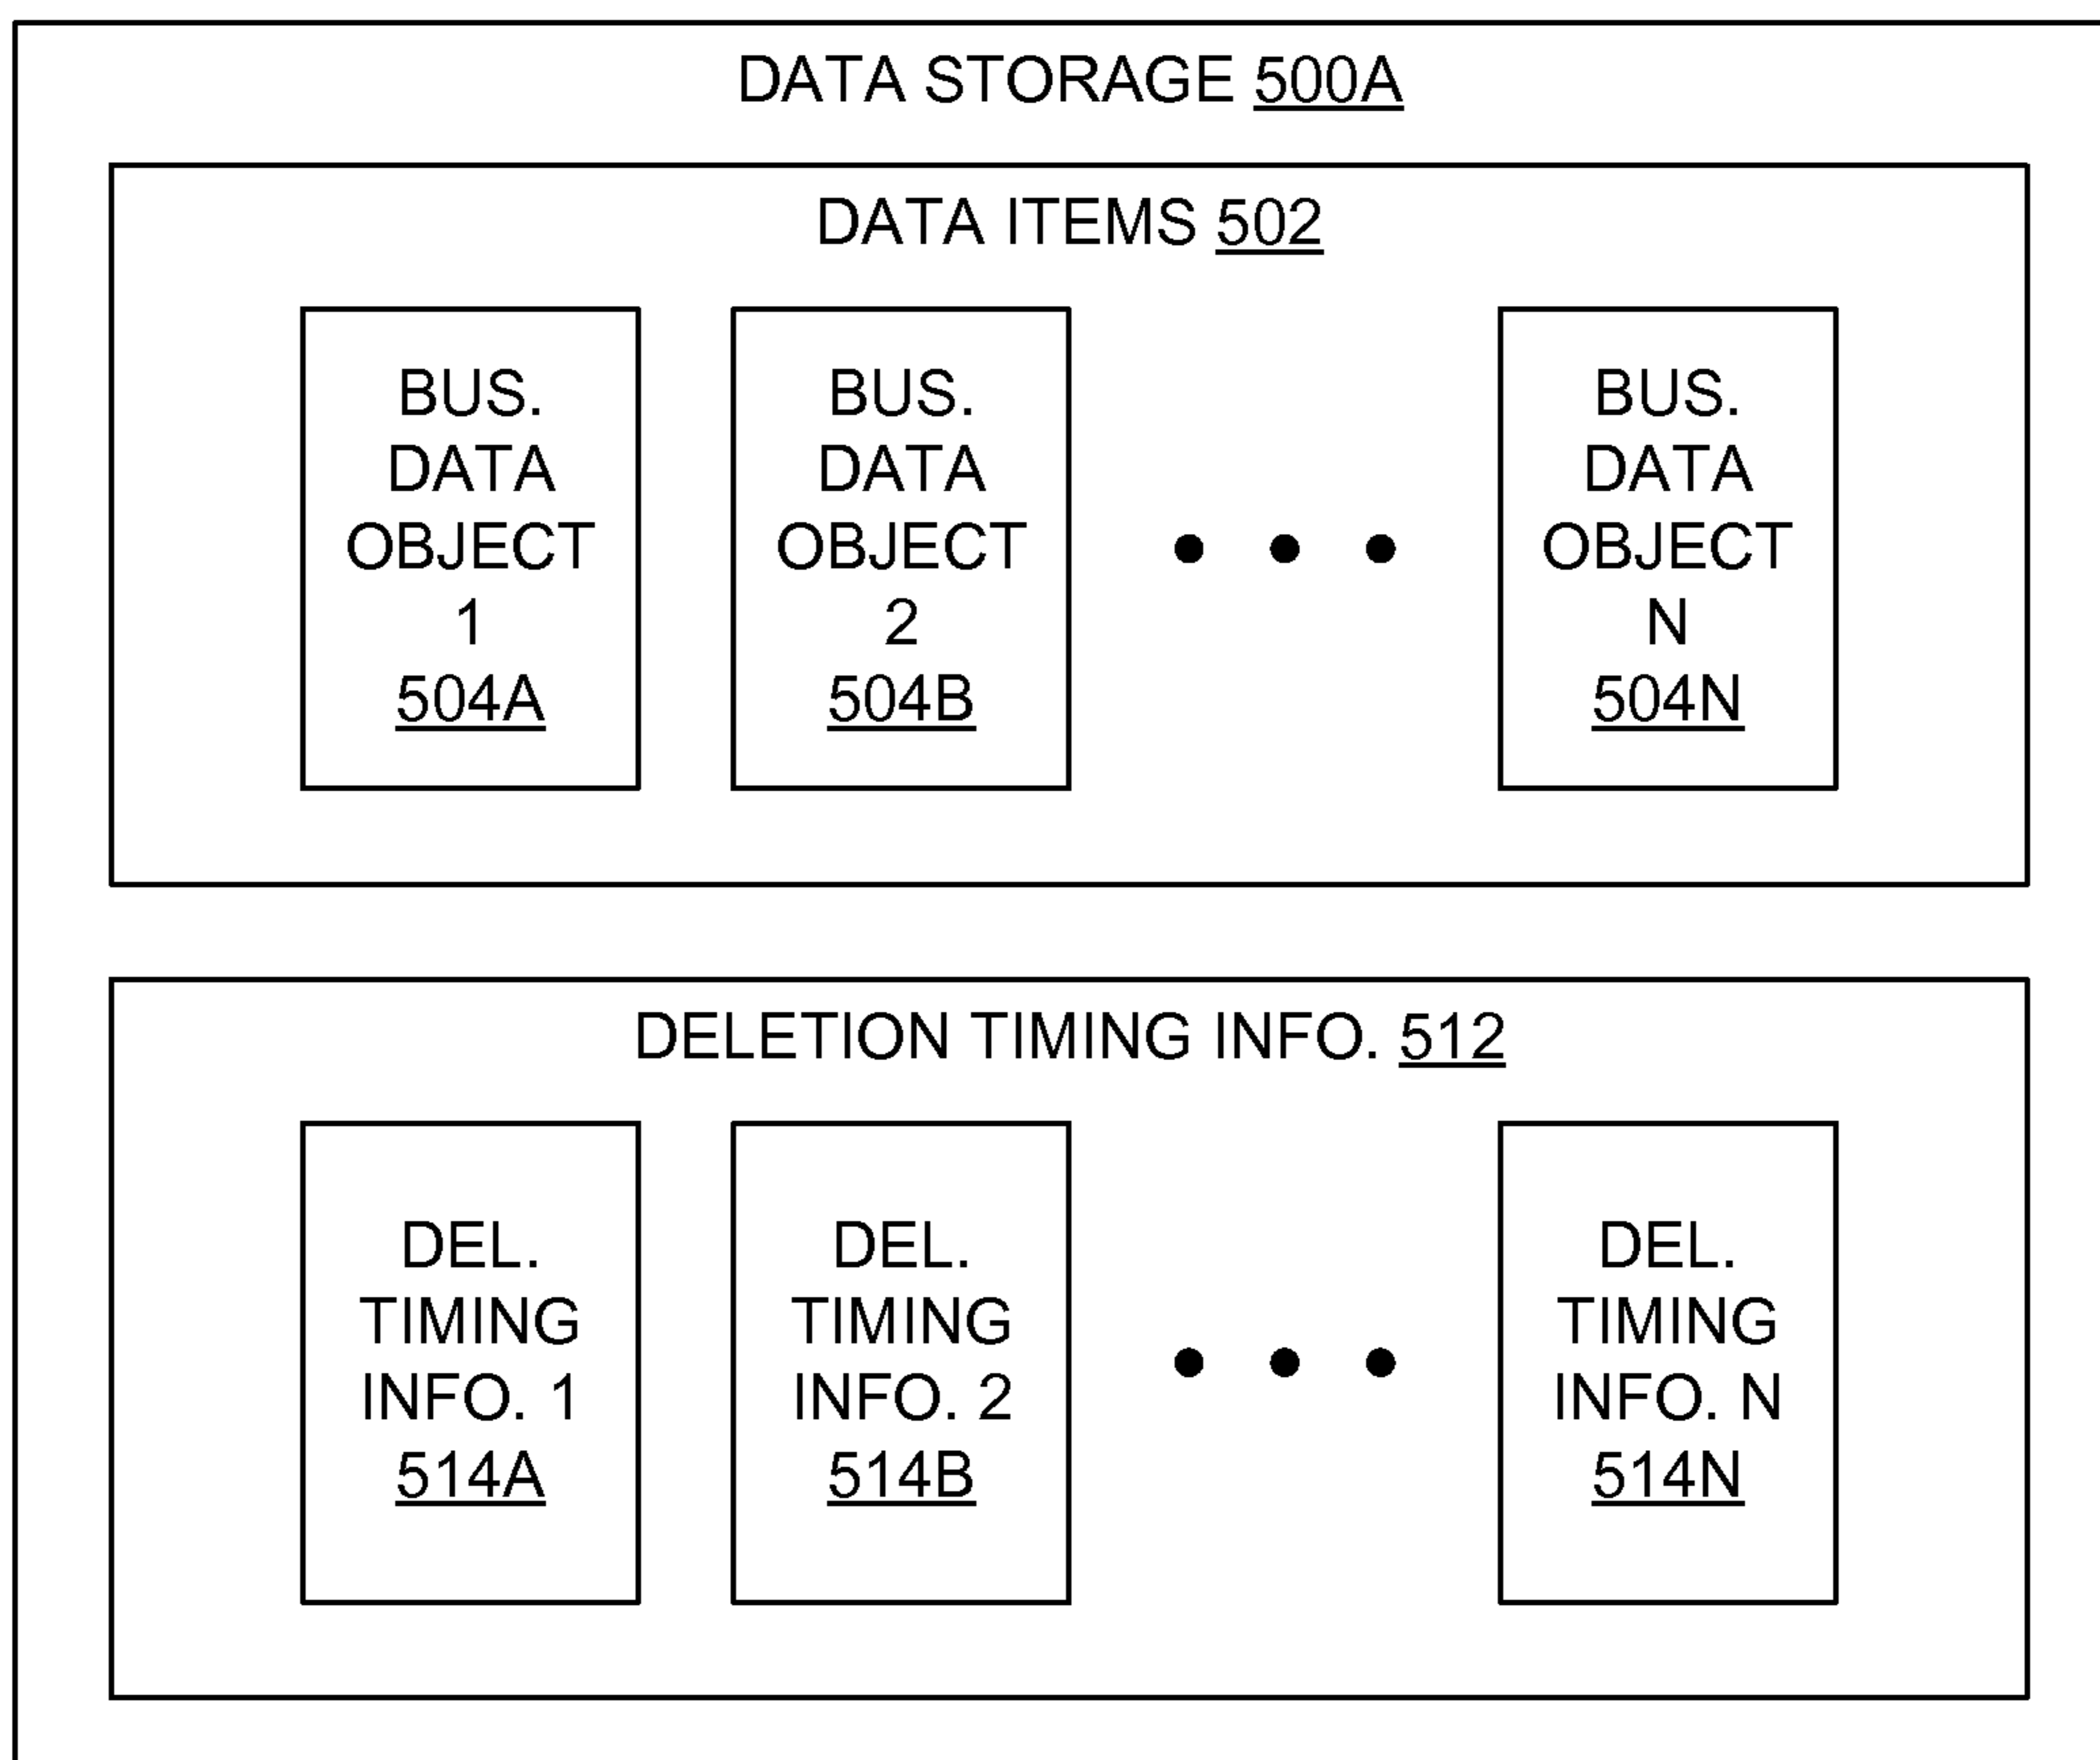 DATA STORAGE 500A
DATA ITEMS 502
BUS.
DATA
OBJECT
1
504A
BUS.
DATA
OBJECT
2
504B
BUS.
DATA
OBJECT
N
504N
DELETION TIMING INFO. 512
DEL.
TIMING
INFO. 1
514A
DEL.
TIMING
INFO. 2
514B
DEL.
TIMING
INFO. N
514N